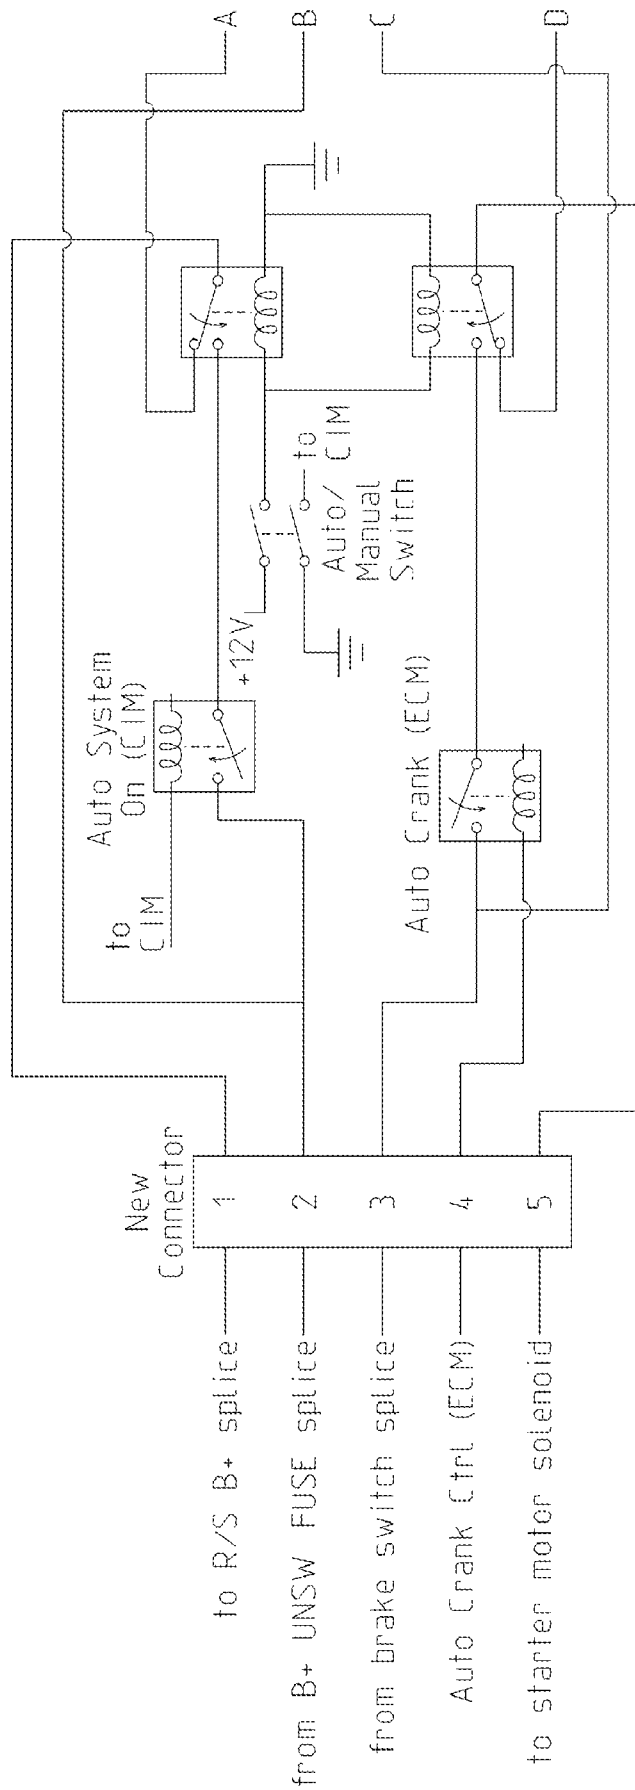 to R/S B+ splice
from B+ UNSW FUSE splice
from brake switch splice
Auto Crank Ctrl (ECM)
to starter motor solenoid
New
Connector
1
2
3
4
5
to
CIM
Auto System
On (CIM)
+12V
Auto/
Manual
Switch
to
CIM
Auto Crank (ECM)
A
B
C
D